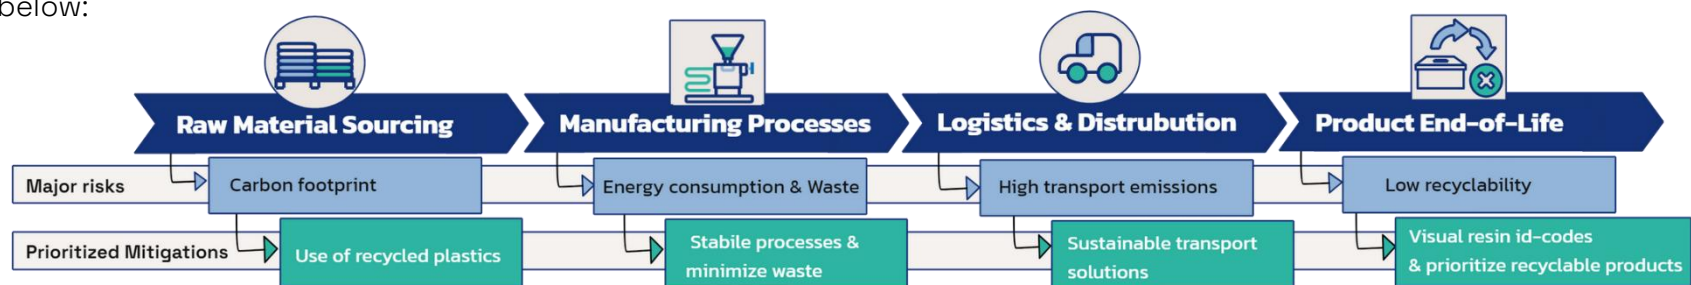 below:
Raw Material Sourcing
Manufacturing Processes
Logistics & Distrubution
Product End-of-Life
Major risks
Carbon footprint
Energy consumption & Waste
High transport emissions
Low recyclability
Prioritized Mitigations
Use of recycled plastics
Stabile processes &
minimize waste
Sustainable transport
solutions
Visual resin id-codes
& prioritize recyclable products